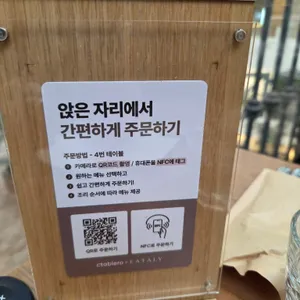 앉은 자리에서
간편하게 주문하기
주문방법 - 4번 테이블
카메라로 QR코드 촬영 / 휴대폰을 NFC에 태그
원하는 메뉴 선택하고
쉽고 간편하게 주문하기!
조리 순서에 따라 메뉴 제공
QR로 주문하기
NFC로 주문하기
ctablero × EATALY